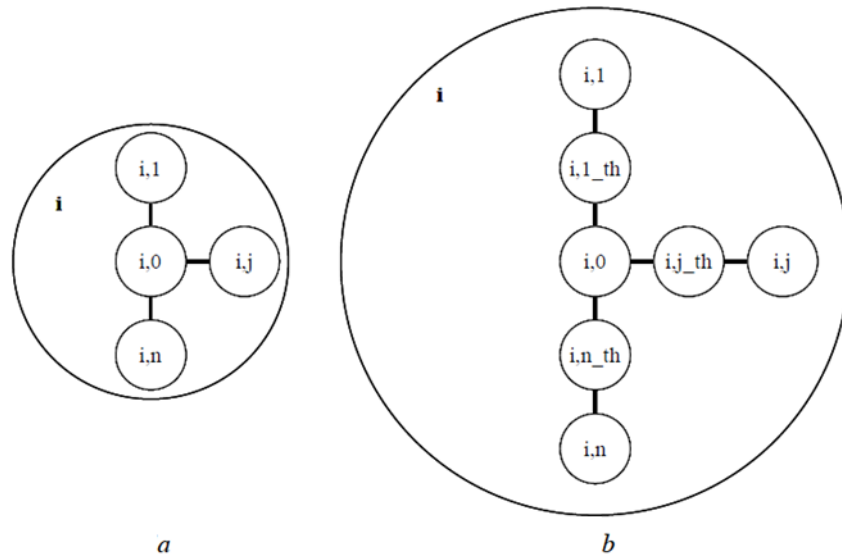 i
i,1
i,0
i,j
i,n
a
i
i,1
i,1_th
i,0
i,j_th
i,j
i,n_th
i,n
b